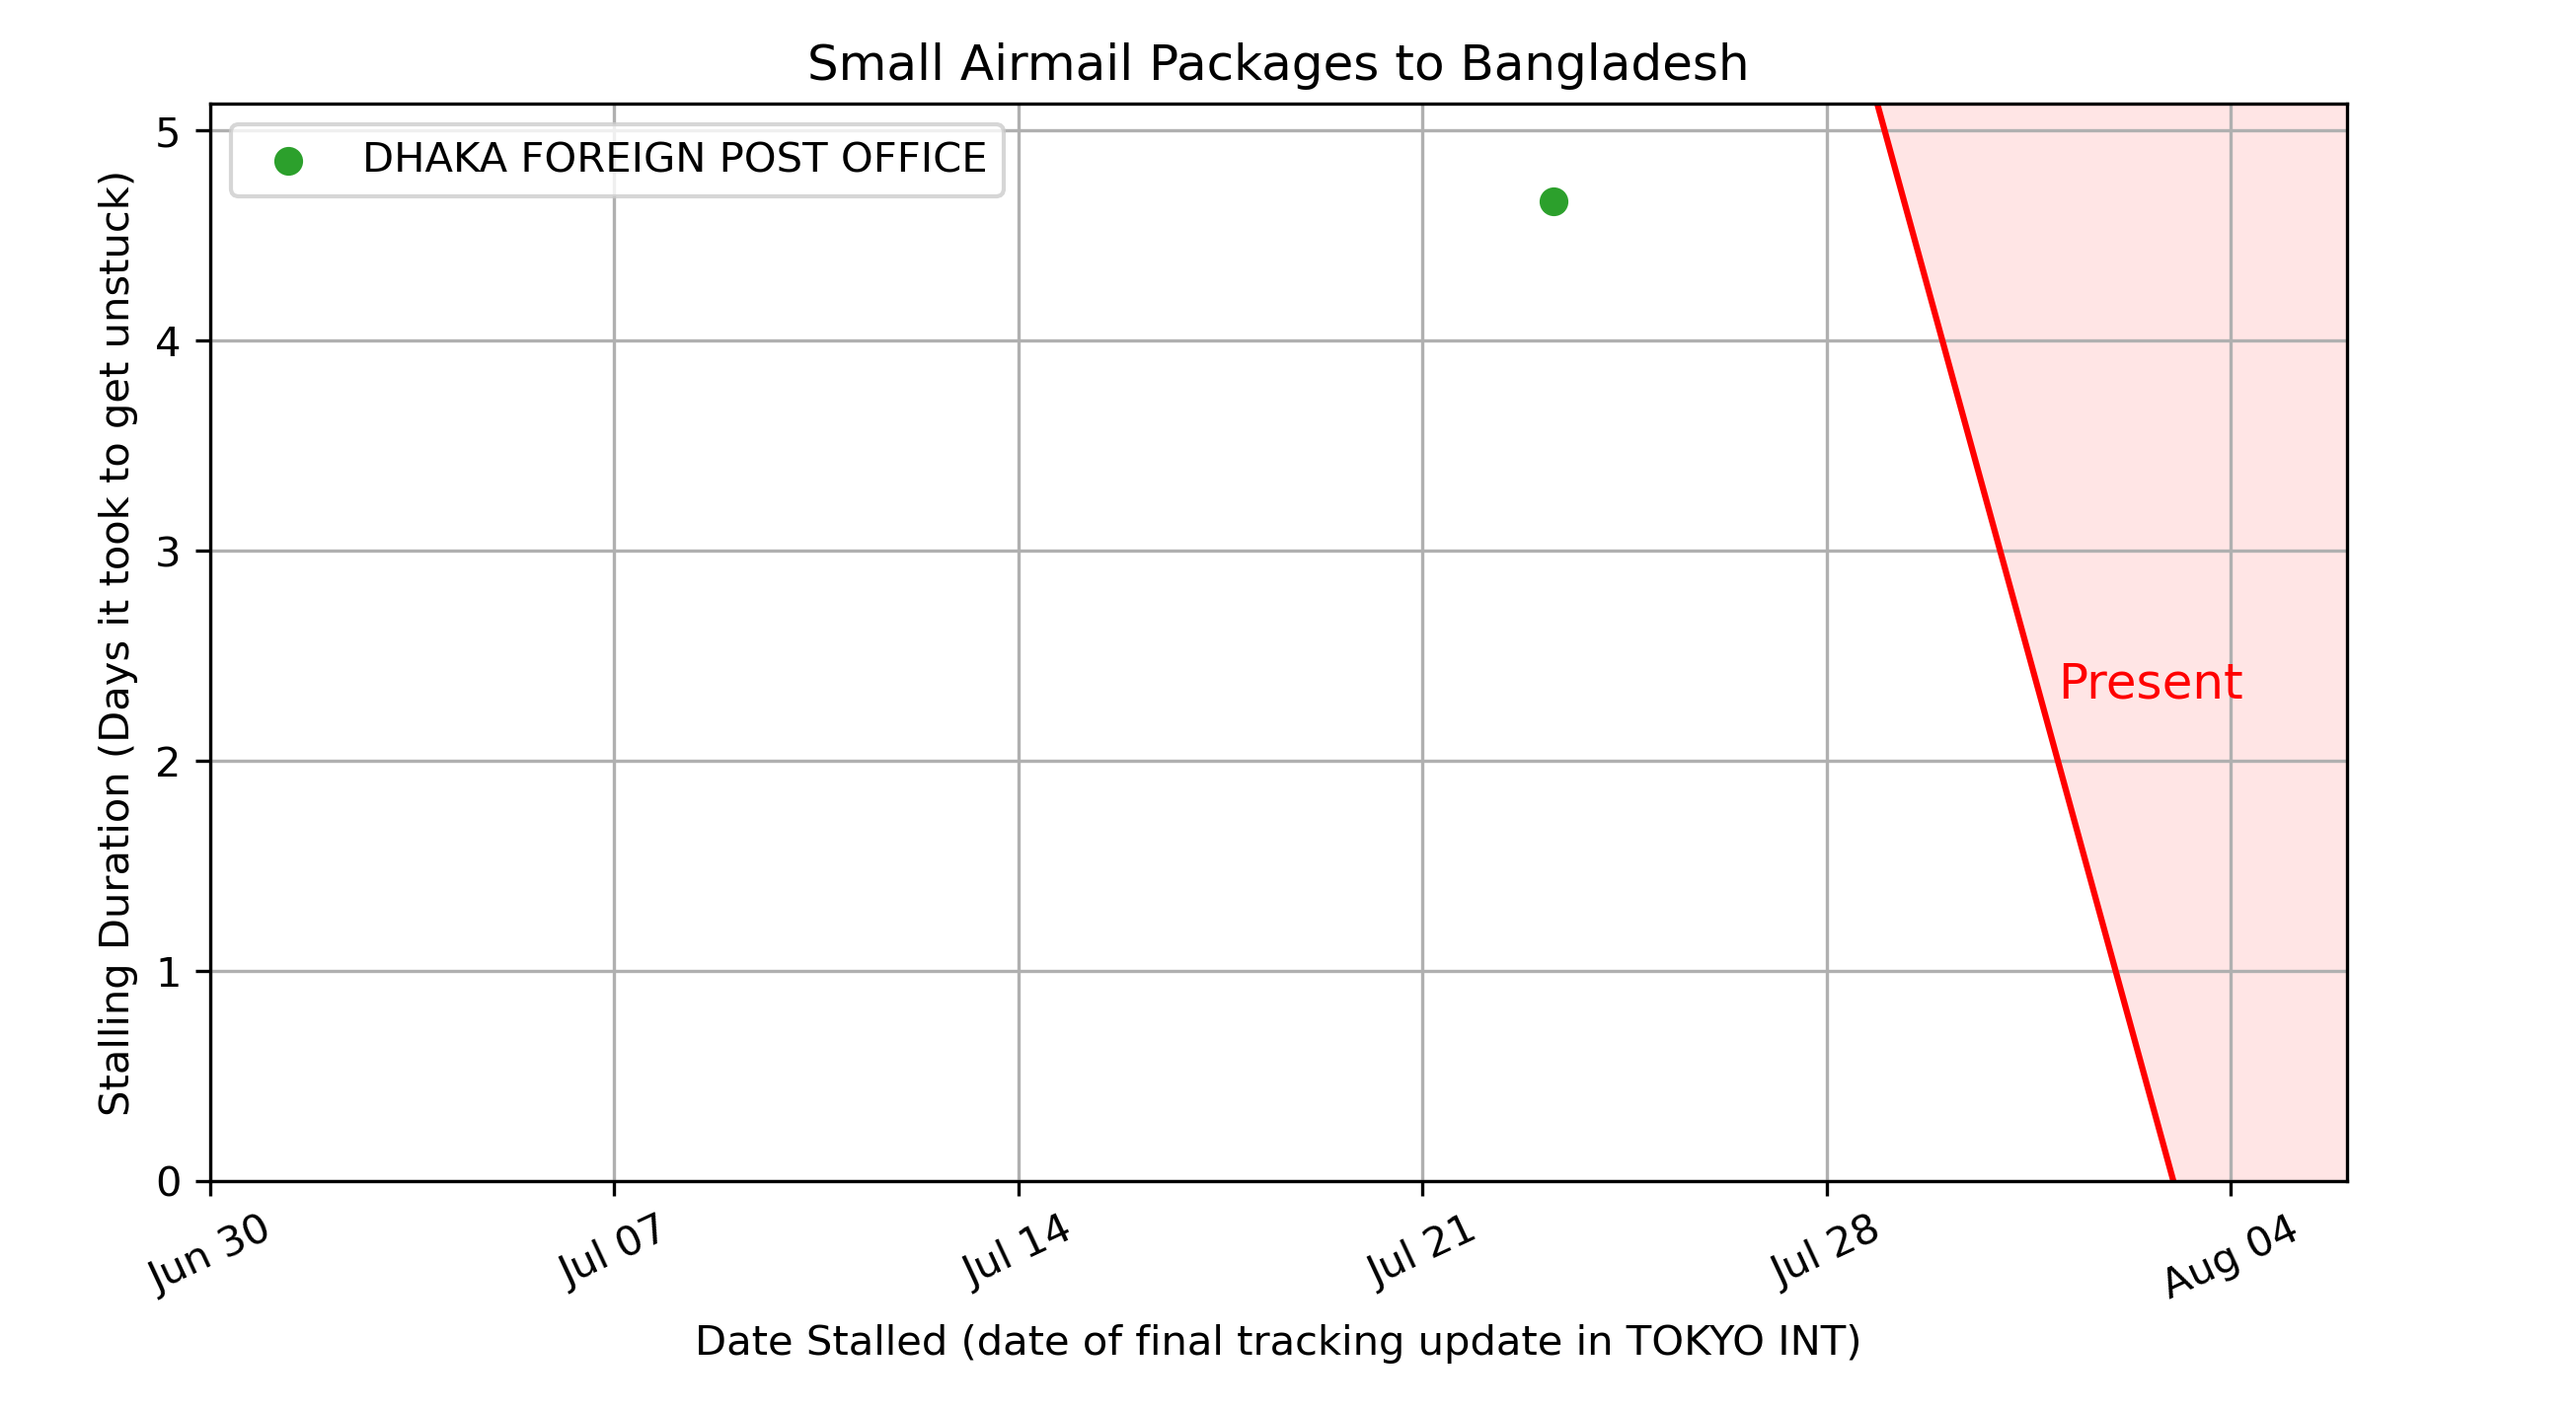 Small Airmail Packages to Bangladesh
DHAKA FOREIGN POST OFFICE
Stalling Duration (Days it took to get unstuck)
5
4
3
2
1
0
Present
Jun 30
Jul 07
Jul 14
Jul 21
Jul 28
Aug 04
Date Stalled (date of final tracking update in TOKYO INT)